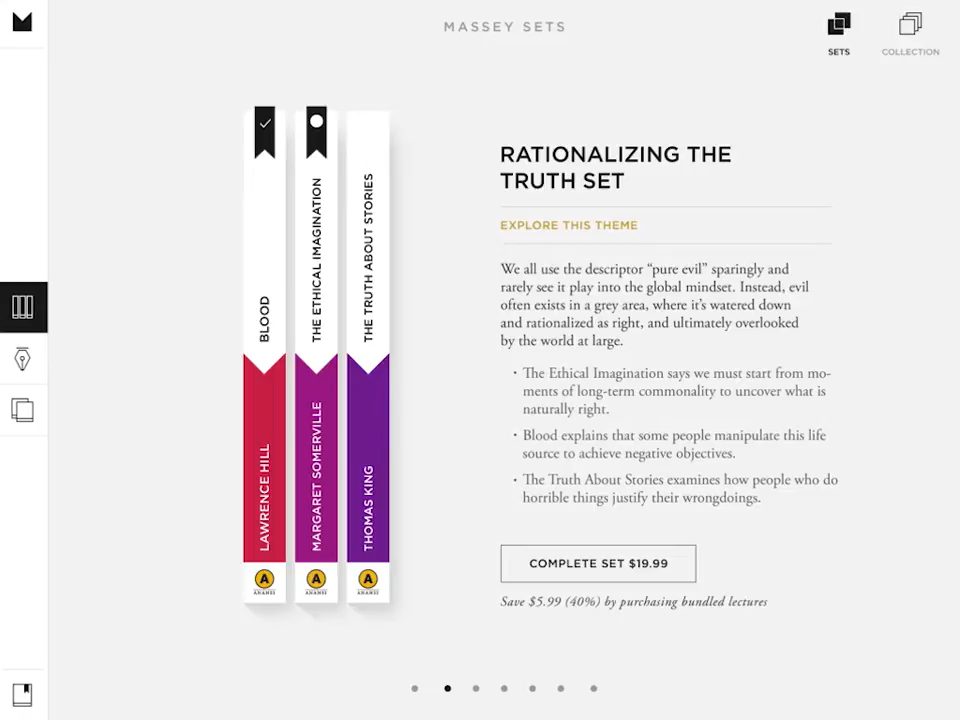 MASSEY SETS
SETS
COLLECTION
BLOOD
LAWRENCE HILL
A
ANANSI
THE ETHICAL IMAGINATION
MARGARET SOMERVILLE
A
ANANSI
THE TRUTH ABOUT STORIES
THOMAS KING
A
ANANSI
RATIONALIZING THE
TRUTH SET
EXPLORE THIS THEME
We all use the descriptor “pure evil” sparingly and
rarely see it play into the global mindset. Instead, evil
often exists in a grey area, where it’s watered down
and rationalized as right, and ultimately overlooked
by the world at large.
· The Ethical Imagination says we must start from mo-
ments of long-term commonality to uncover what is
naturally right.
· Blood explains that some people manipulate this life
source to achieve negative objectives.
· The Truth About Stories examines how people who do
horrible things justify their wrongdoings.
COMPLETE SET $19.99
Save $5.99 (40%) by purchasing bundled lectures